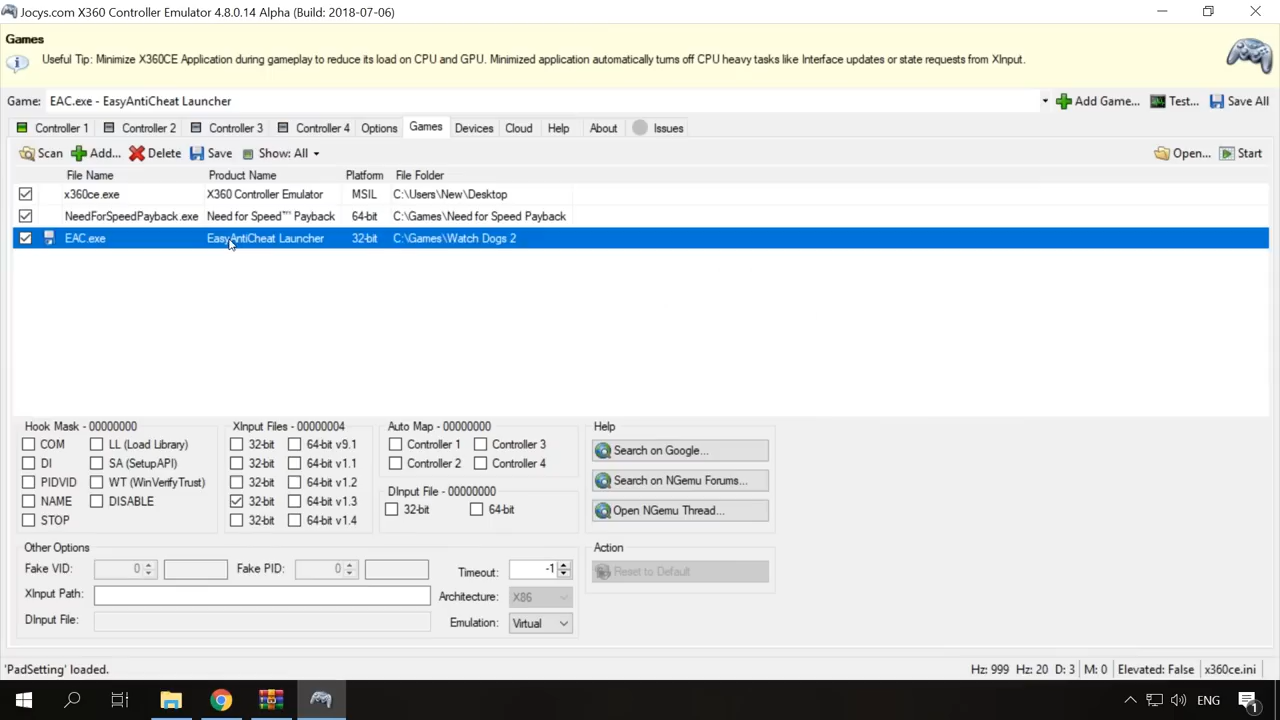 Jocys.com X360 Controller Emulator 4.8.0.14 Alpha (Build: 2018-07-06)
Games
Useful Tip: Minimize X360CE Application during gameplay to reduce its load on CPU and GPU. Minimized application automatically turns off CPU heavy tasks like Interface updates or state requests from XInput.
Game: EAC.exe - EasyAntiCheat Launcher Add Game... Test... Save All
Controller 1 Controller 2 Controller 3 Controller 4 Options Games Devices Cloud Help About Issues
Scan Add... Delete Save Show: All Open... Start
File Name Product Name Platform File Folder
x360ce.exe X360 Controller Emulator MSIL C:\Users\New\Desktop
NeedForSpeedPayback.exe Need for Speed™ Payback 64-bit C:\Games\Need for Speed Payback
EAC.exe EasyAntiCheat Launcher 32-bit C:\Games\Watch Dogs 2
Hook Mask - 00000000 XInput Files - 00000004 Auto Map - 00000000 Help
COM LL (Load Library) 32-bit 64-bit v9.1 Controller 1 Controller 3 Search on Google...
DI SA (SetupAPI) 32-bit 64-bit v1.1 Controller 2 Controller 4
PIDVID WT (WinVerifyTrust) 32-bit 64-bit v1.2 Search on NGemu Forums...
DInput File - 00000000
NAME DISABLE 32-bit 64-bit v1.3 32-bit 64-bit Open NGemu Thread...
STOP 32-bit 64-bit v1.4
Other Options Action
Fake VID: 0 Fake PID: 0 Timeout: -1 Reset to Default
XInput Path: Architecture: X86
DInput File: Emulation: Virtual
'PadSetting' loaded. Hz: 999 Hz: 20 D: 3 M: 0 Elevated: False x360ce.ini
ENG 1